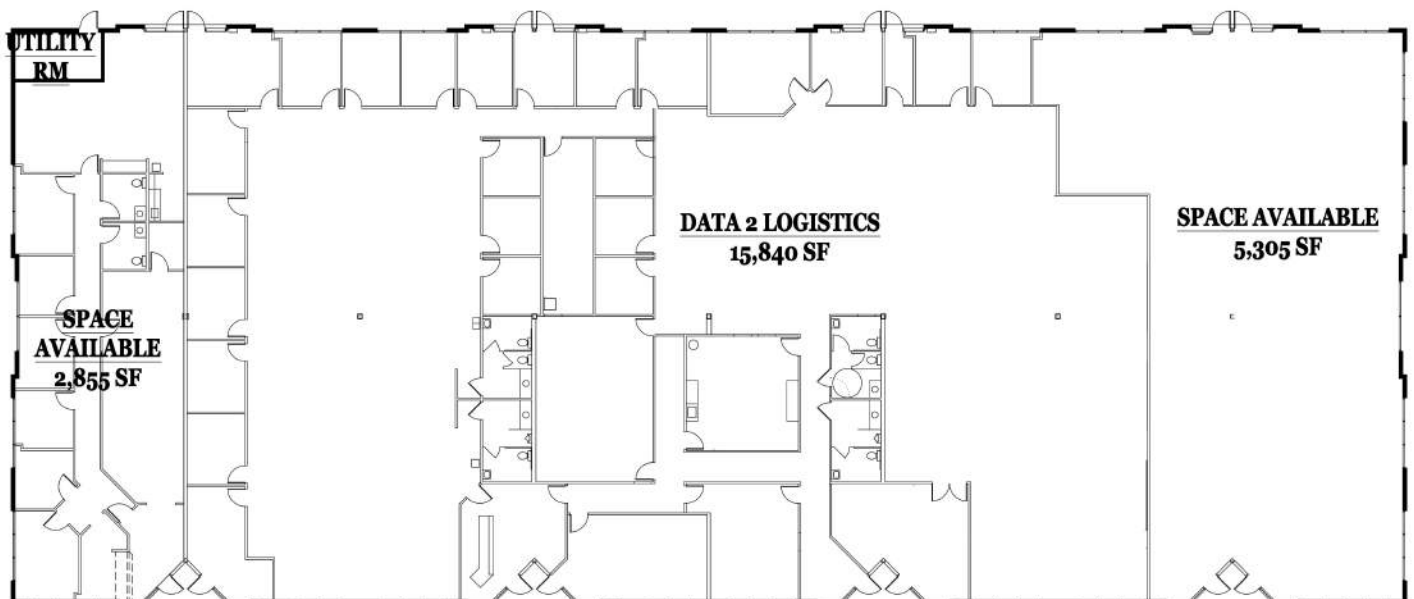 UTILITY
RM
DATA 2 LOGISTICS
15,840 SF
SPACE AVAILABLE
5,305 SF
SPACE
AVAILABLE
2,855 SF